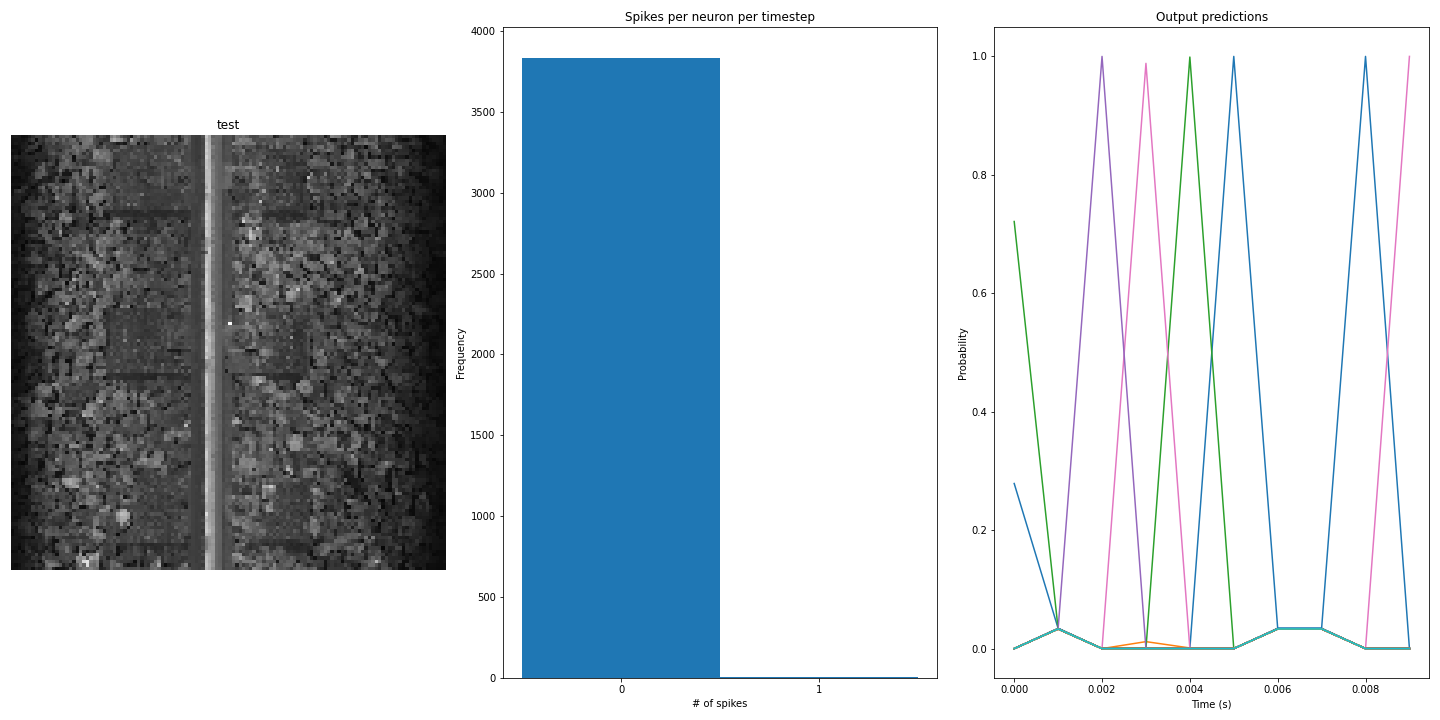 test
Spikes per neuron per timestep
Frequency
4000
3500
3000
2500
2000
1500
1000
500
0
0 1
# of spikes
Output predictions
Probability
1.0
0.8
0.6
0.4
0.2
0.0
0.000 0.002 0.004 0.006 0.008
Time (s)